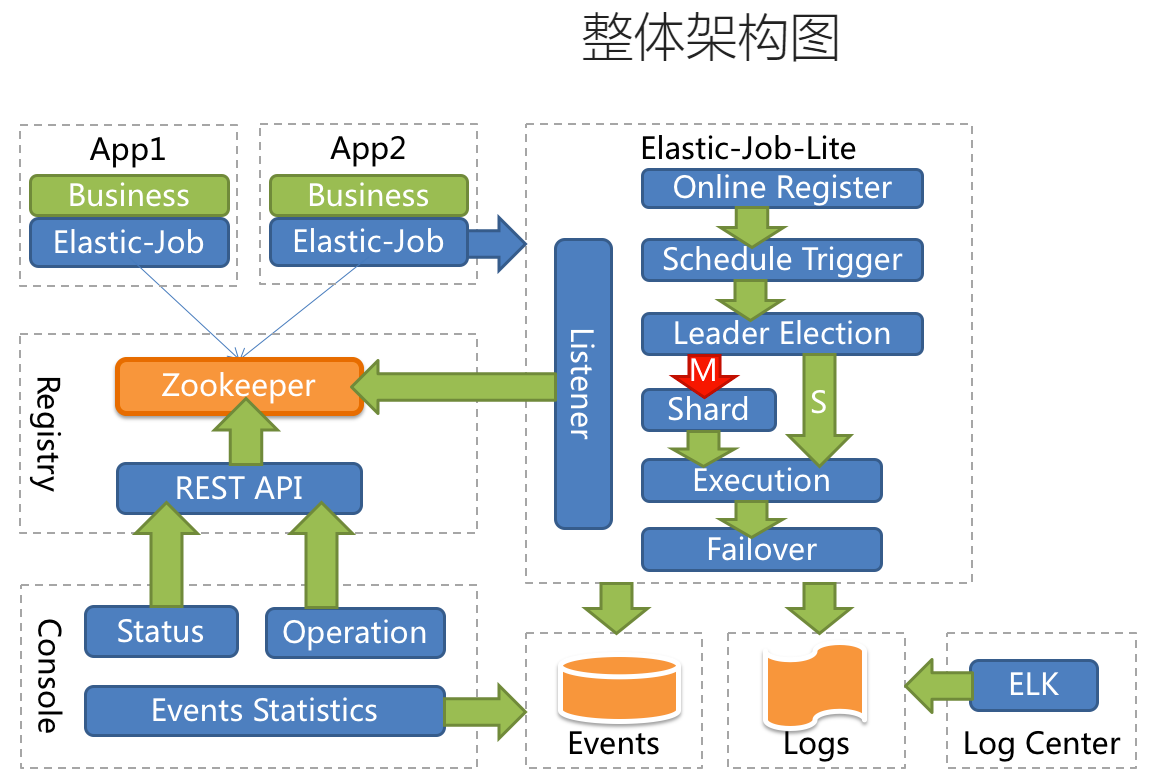 整体架构图
App1
Business
Elastic-Job
App2
Business
Elastic-Job
Registry
Zookeeper
REST API
Console
Status
Operation
Events Statistics
Elastic-Job-Lite
Listener
Online Register
Schedule Trigger
Leader Election
M
S
Shard
Execution
Failover
Events
Logs
ELK
Log Center